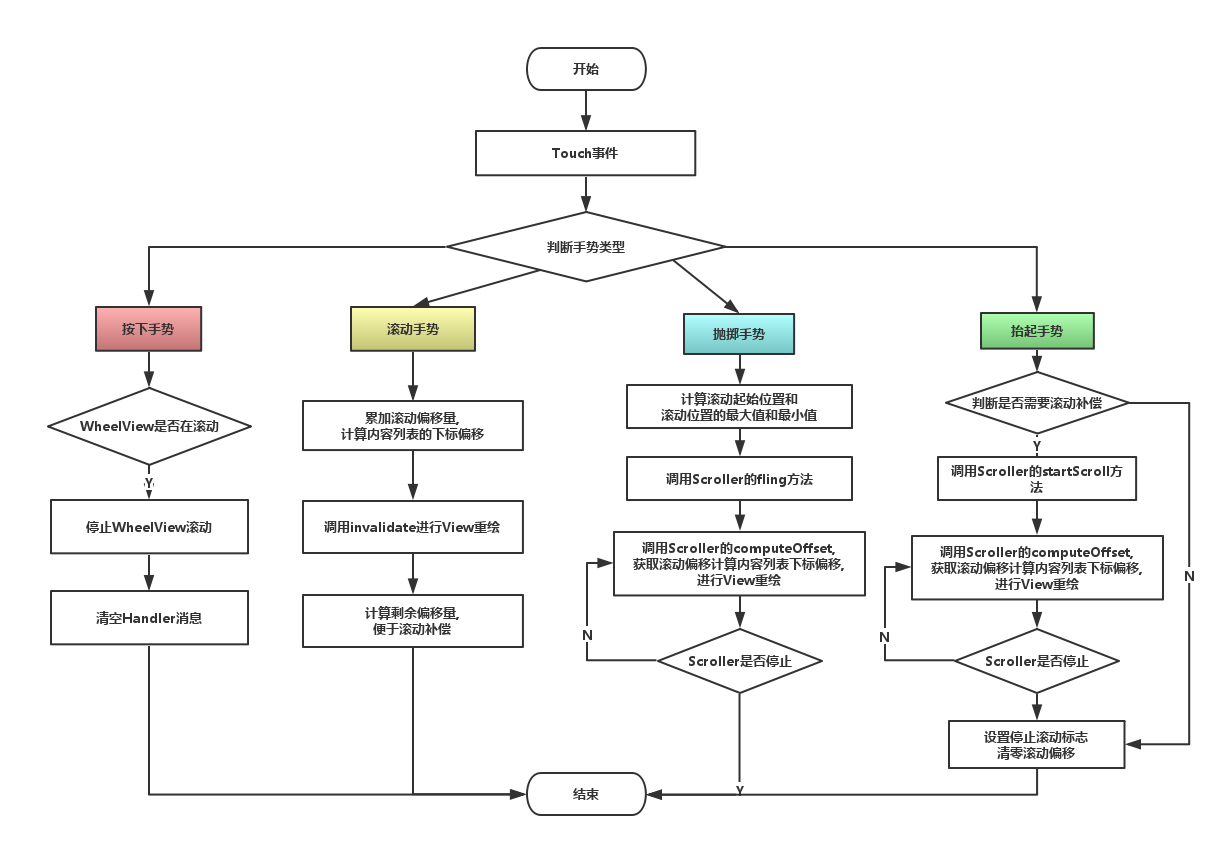 开始
Touch事件
判断手势类型
按下手势
滚动手势
抛掷手势
抬起手势
WheelView是否在滚动
Y
停止WheelView滚动
清空Handler消息
累加滚动偏移量,
计算内容列表的下标偏移
调用invalidate进行View重绘
计算剩余偏移量,
便于滚动补偿
计算滚动起始位置和
滚动位置的最大值和最小值
调用Scroller的fling方法
调用Scroller的computeOffset,
获取滚动偏移计算内容列表下标偏移,
进行View重绘
N
Scroller是否停止
Y
判断是否需要滚动补偿
Y
调用Scroller的startScroll方
法
调用Scroller的computeOffset,
获取滚动偏移计算内容列表下标偏移,
进行View重绘
N
N
Scroller是否停止
设置停止滚动标志
清零滚动偏移
结束